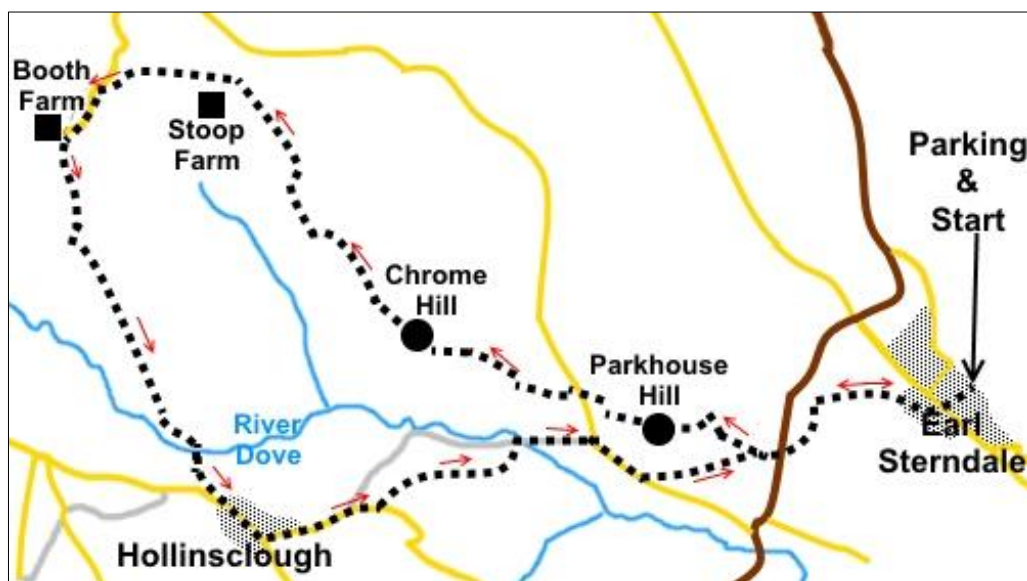 Booth
Farm
Stoop
Farm
Parking
&
Start
Chrome
Hill
Parkhouse
Hill
River
Dove
Earl
Sterndale
Hollinsclough